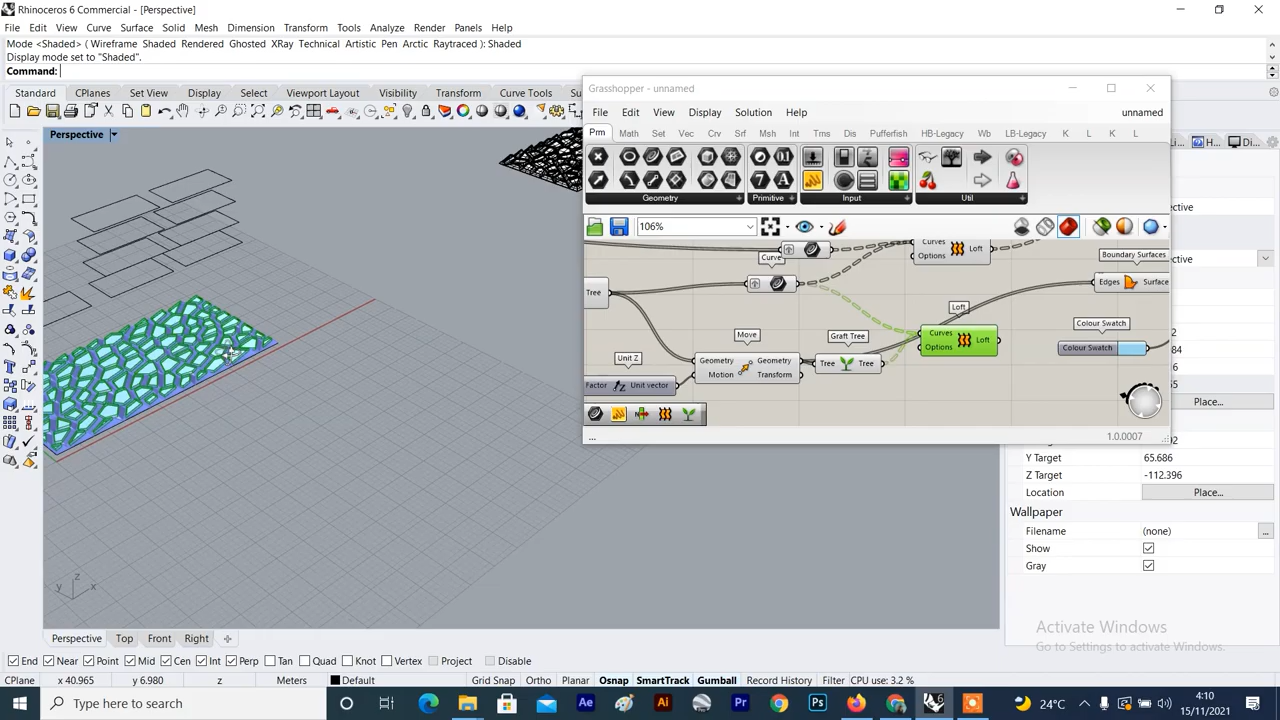 Rhinoceros 6 Commercial - [Perspective]
File Edit View Curve Surface Solid Mesh Dimension Transform Tools Analyze Render Panels Help
Mode <Shaded> ( Wireframe Shaded Rendered Ghosted XRay Technical Artistic Pen Arctic Raytraced ): Shaded
Display mode set to "Shaded".
Command:
Standard CPlanes Set View Display Select Viewport Layout Visibility Transform Curve Tools Su
Perspective
Grasshopper - unnamed
File Edit View Display Solution Help unnamed
Prm Math Set Vec Crv Srf Msh Int Trns Dis Pufferfish HB-Legacy Wb LB-Legacy K L K L
Geometry Primitive Input Util
106%
Curve
Curves
Options Loft
Boundary Surfaces
Edges Surface
Tree
Loft
Curves
Options Loft
Colour Swatch
Colour Swatch
Move
Graft Tree
Unit Z
Geometry Geometry
Motion Transform
Tree Tree
Factor Unit vector
...
1.0.0007
Place...
Y Target 65.686
Z Target -112.396
Location Place...
Wallpaper
Filename (none) ...
Show
Gray
z
y x
Activate Windows
Go to Settings to activate Windows.
Perspective Top Front Right
End Near Point Mid Cen Int Perp Tan Quad Knot Vertex Project Disable
CPlane x 40.965 y 6.980 z Meters Default Grid Snap Ortho Planar Osnap SmartTrack Gumball Record History Filter CPU use: 3.2 %
Type here to search
24°C
4:10
15/11/2021